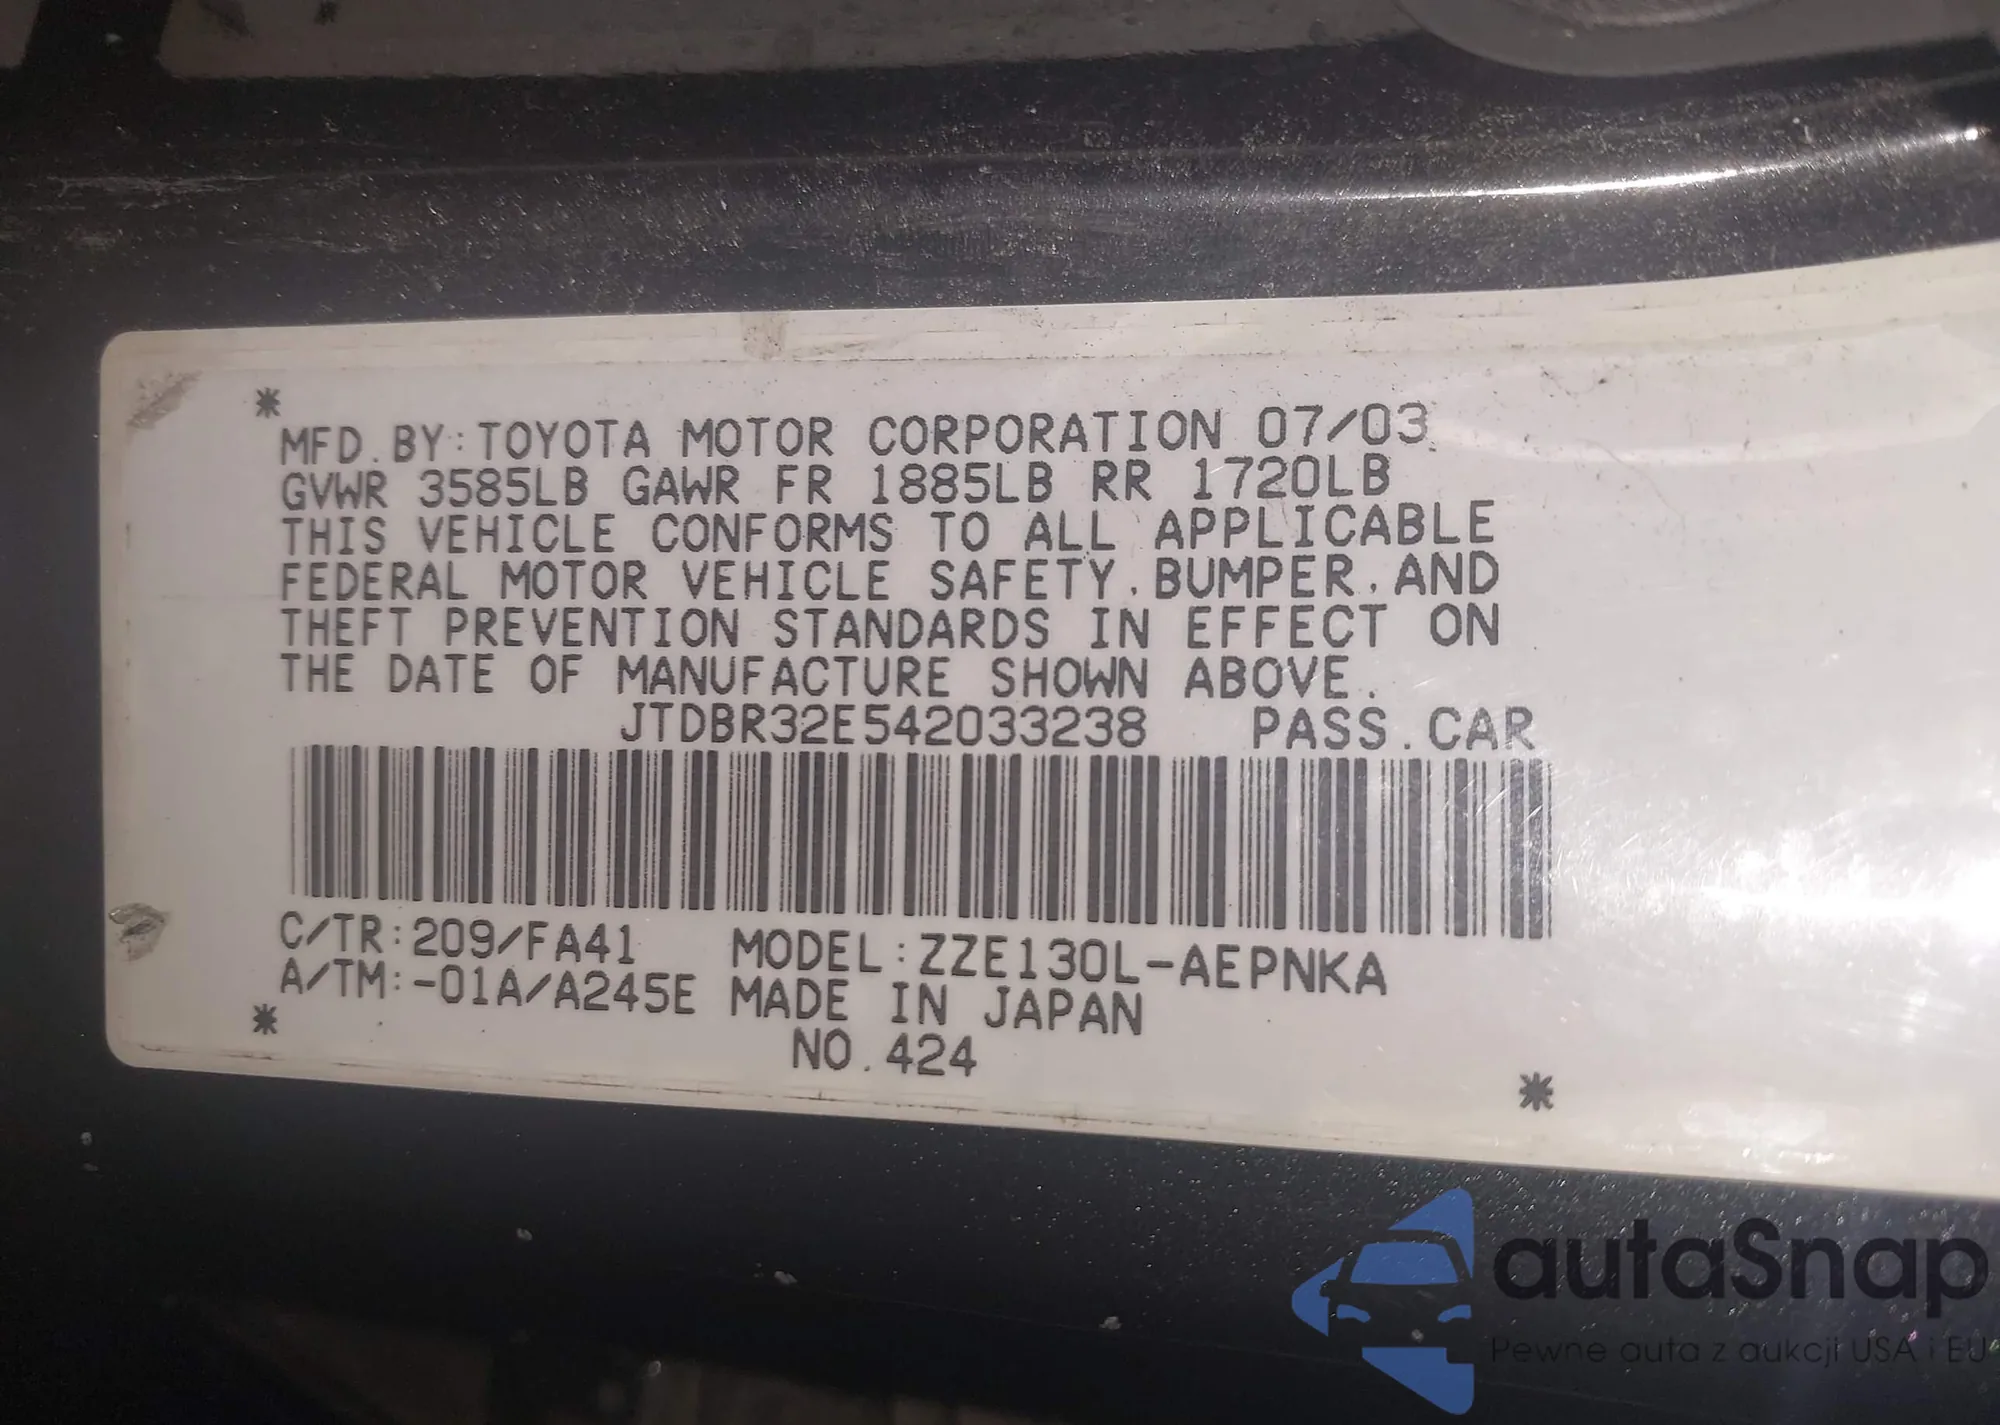 *
MFD. BY: TOYOTA MOTOR CORPORATION 07/03
GVWR 3585LB GAWR FR 1885LB RR 1720LB
THIS VEHICLE CONFORMS TO ALL APPLICABLE
FEDERAL MOTOR VEHICLE SAFETY, BUMPER, AND
THEFT PREVENTION STANDARDS IN EFFECT ON
THE DATE OF MANUFACTURE SHOWN ABOVE.
JTDBR32E542033238 PASS. CAR
C/TR: 209/FA41 MODEL: ZZE130L-AEPNKA
A/TM: -01A/A245E MADE IN JAPAN
* NO. 424
*
autaSnap
Pewne auta z aukcji USA i EU